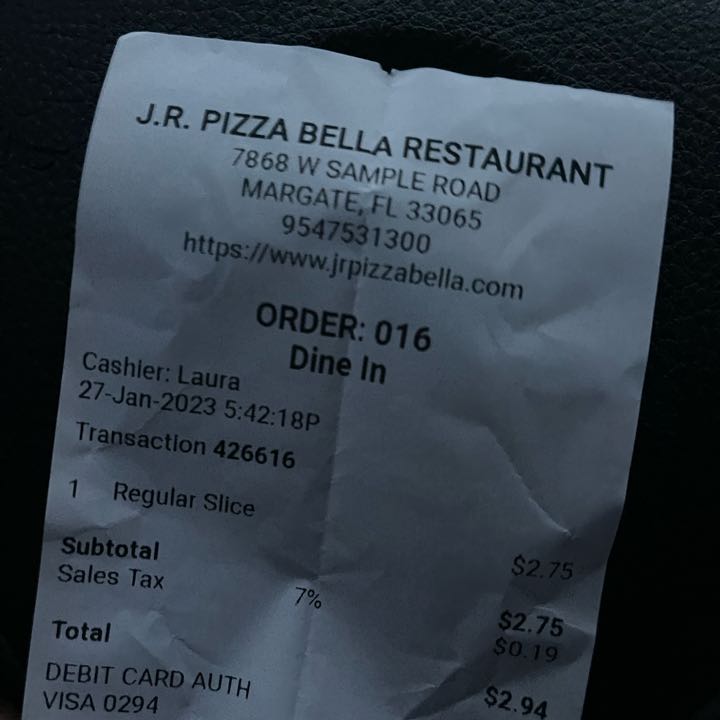 J.R. PIZZA BELLA RESTAURANT
7868 W SAMPLE ROAD
MARGATE, FL 33065
9547531300
https://www.jrpizzabella.com
ORDER: 016
Dine In
Cashier: Laura
27-Jan-2023 5:42:18P
Transaction 426616
1 Regular Slice $2.75
Subtotal $2.75
Sales Tax 7% $0.19
Total $2.94
DEBIT CARD AUTH
VISA 0294